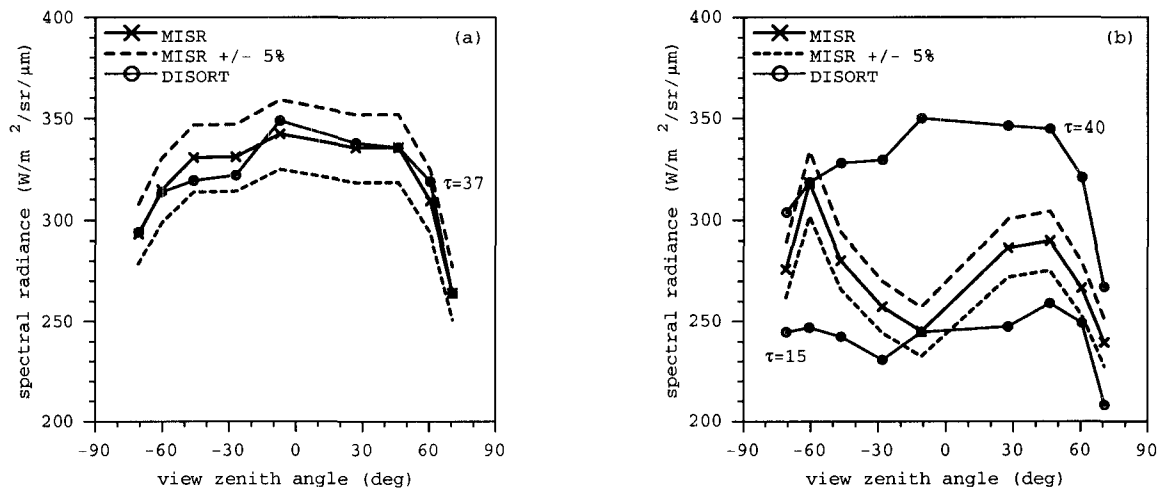 400
350
300
250
200
spectral radiance (W/m ²/sr/μm)
MISR
MISR +/- 5%
DISORT
(a)
τ=37
-90 -60 -30 0 30 60 90
view zenith angle (deg)
400
350
300
250
200
spectral radiance (W/m ²/sr/μm)
MISR
MISR +/- 5%
DISORT
(b)
τ=40
τ=15
-90 -60 -30 0 30 60 90
view zenith angle (deg)